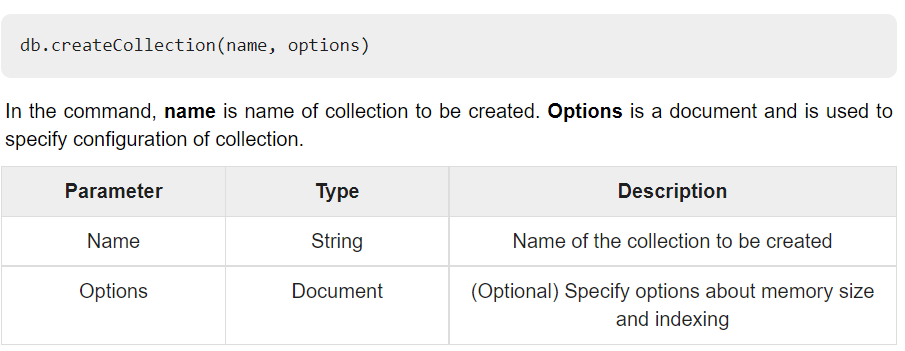 db.createCollection(name, options)
In the command, name is name of collection to be created. Options is a document and is used to
specify configuration of collection.
Parameter Type Description
Name String Name of the collection to be created
Options Document (Optional) Specify options about memory size
and indexing